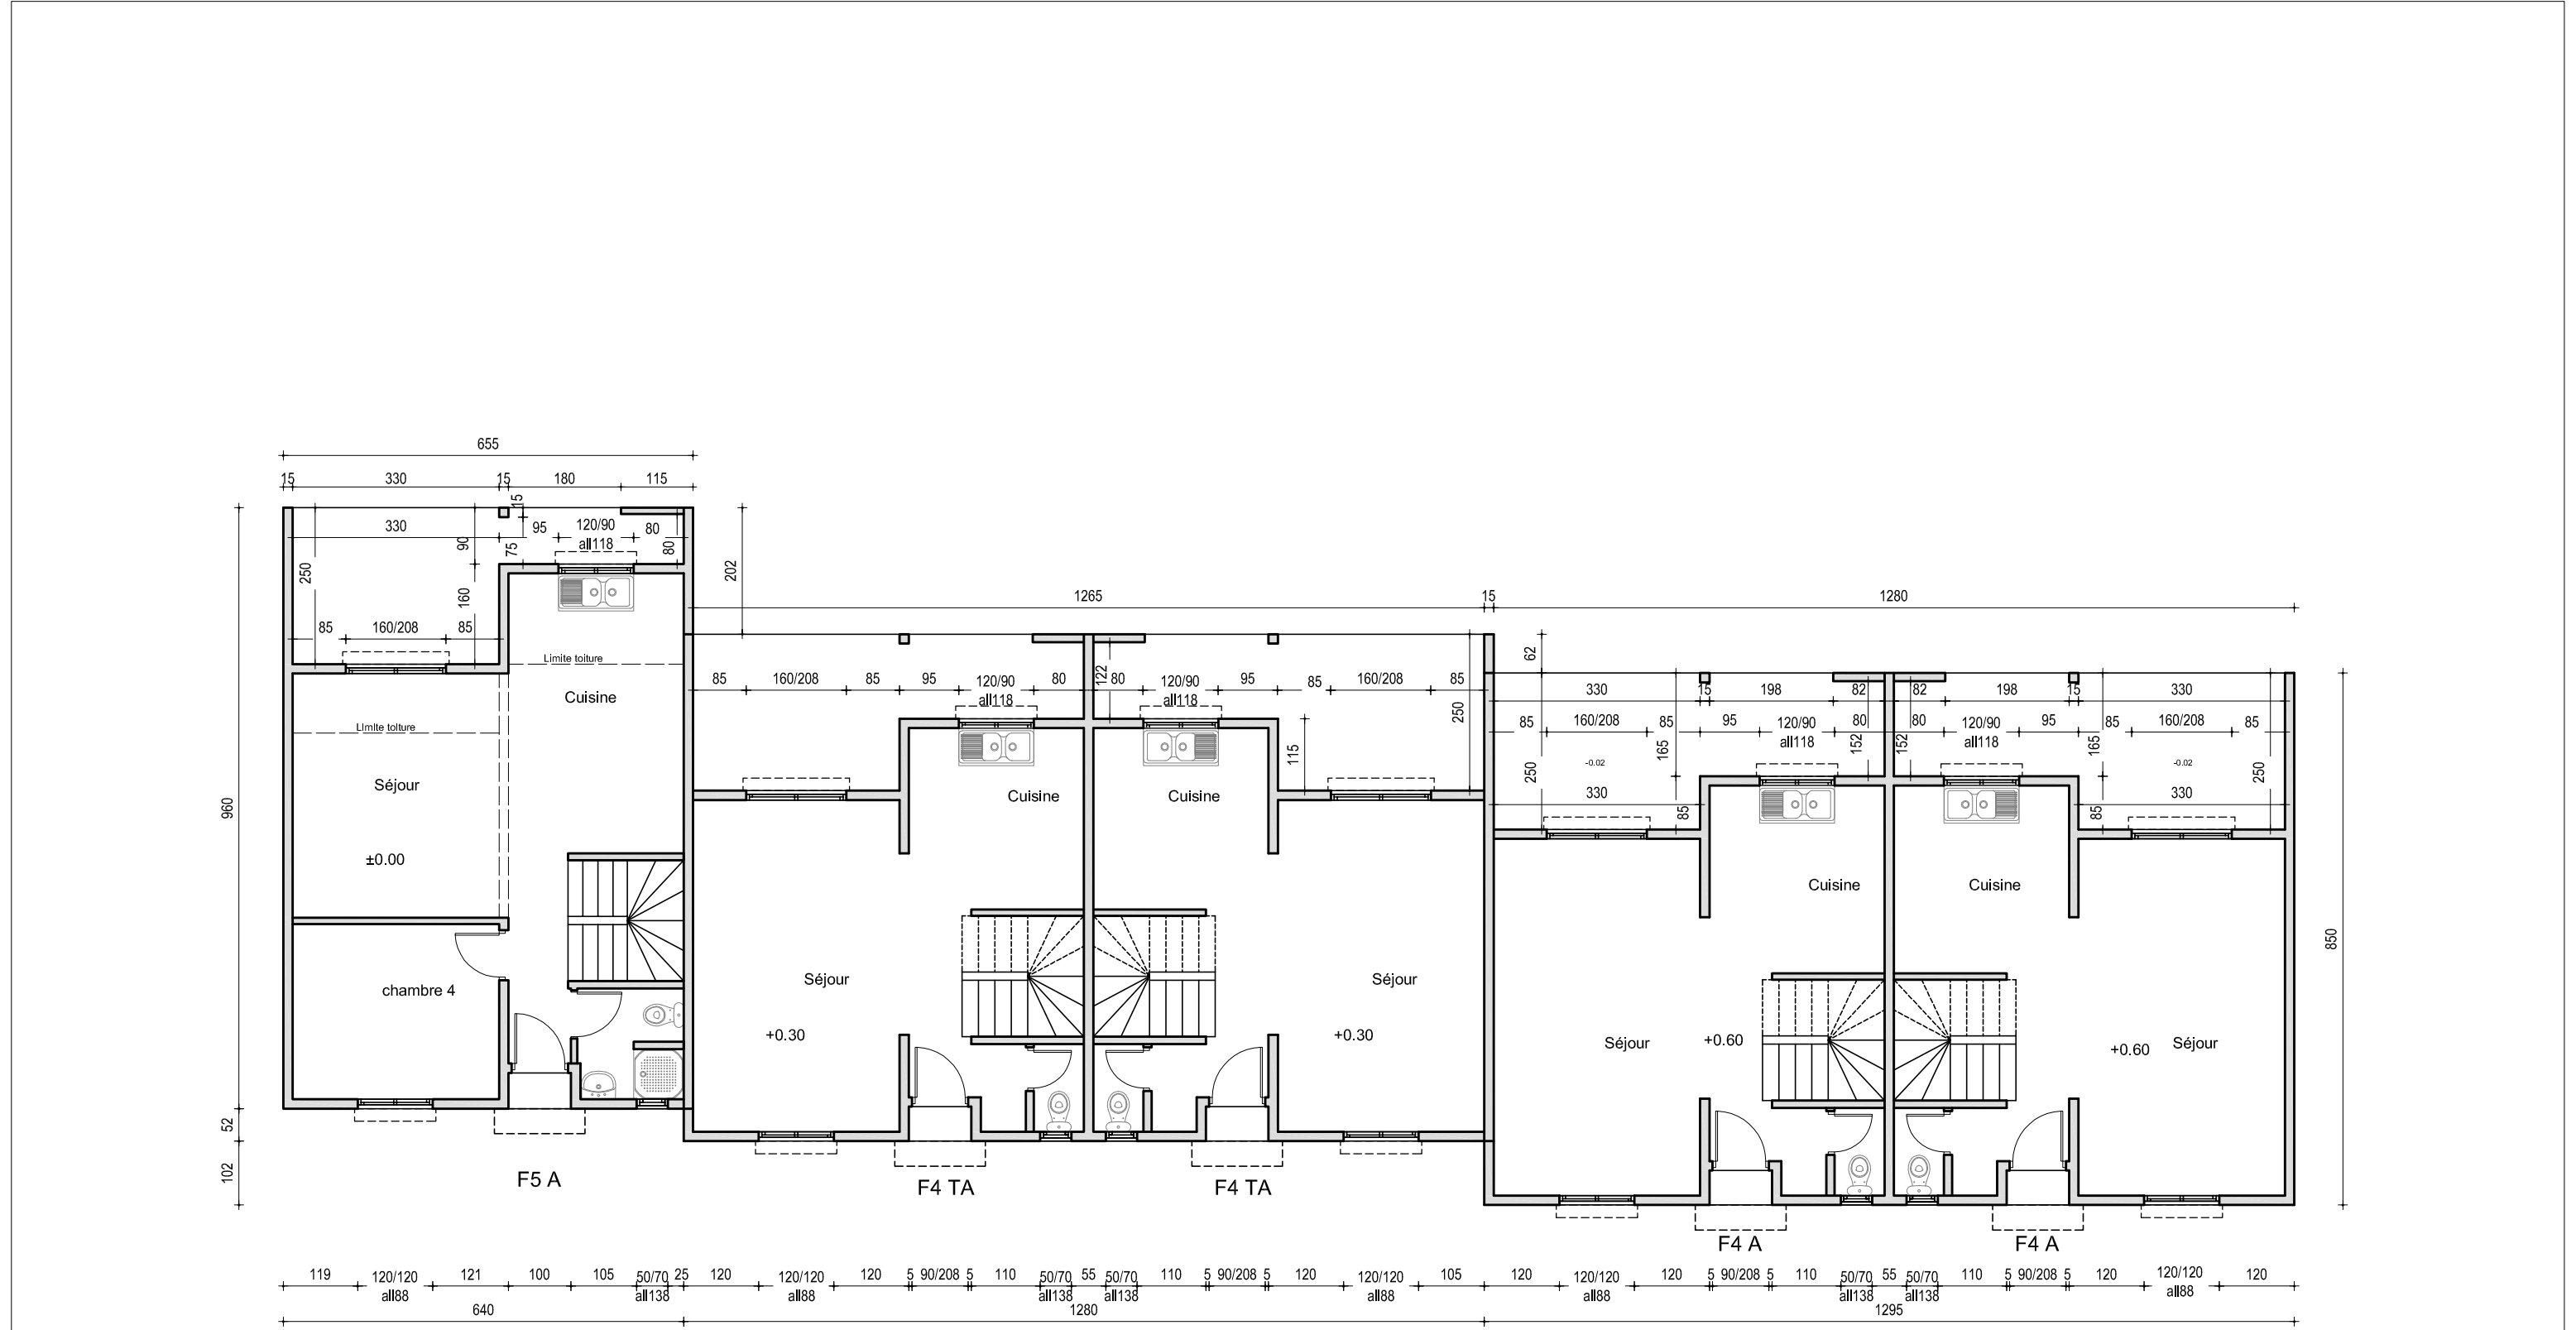 655
15 330 15 180 115
15
330 95 120/90 80
all118
90 75 80
250 202
160
1265 15 1280
85 160/208 85
62
Limite toiture
122
85 160/208 85 95 120/90 80 80 120/90 95 85 160/208 85
all118 all118
330 15 198 82 82 198 15 330
Cuisine
250
85 160/208 85 95 120/90 80 80 120/90 95 85 160/208 85
all118 all118
Limite toiture
165 152 152 165
115
-0.02 -0.02
250 250
Séjour
Cuisine Cuisine
330 330
960
85 85
±0.00
Cuisine Cuisine
850
Séjour Séjour
chambre 4
+0.30 +0.30
Séjour +0.60 +0.60 Séjour
52
102
F5 A
F4 TA F4 TA
F4 A F4 A
119 120/120 121 100 105 50/70 25 120 120/120 120 5 90/208 5 110 50/70 55 50/70 110 5 90/208 5 120 120/120 105 120 120/120 120 5 90/208 5 110 50/70 55 50/70 110 5 90/208 5 120 120/120 120
all88 all138 all88 all138 all138 all88 all88 all138 all138 all88
640 1280 1295